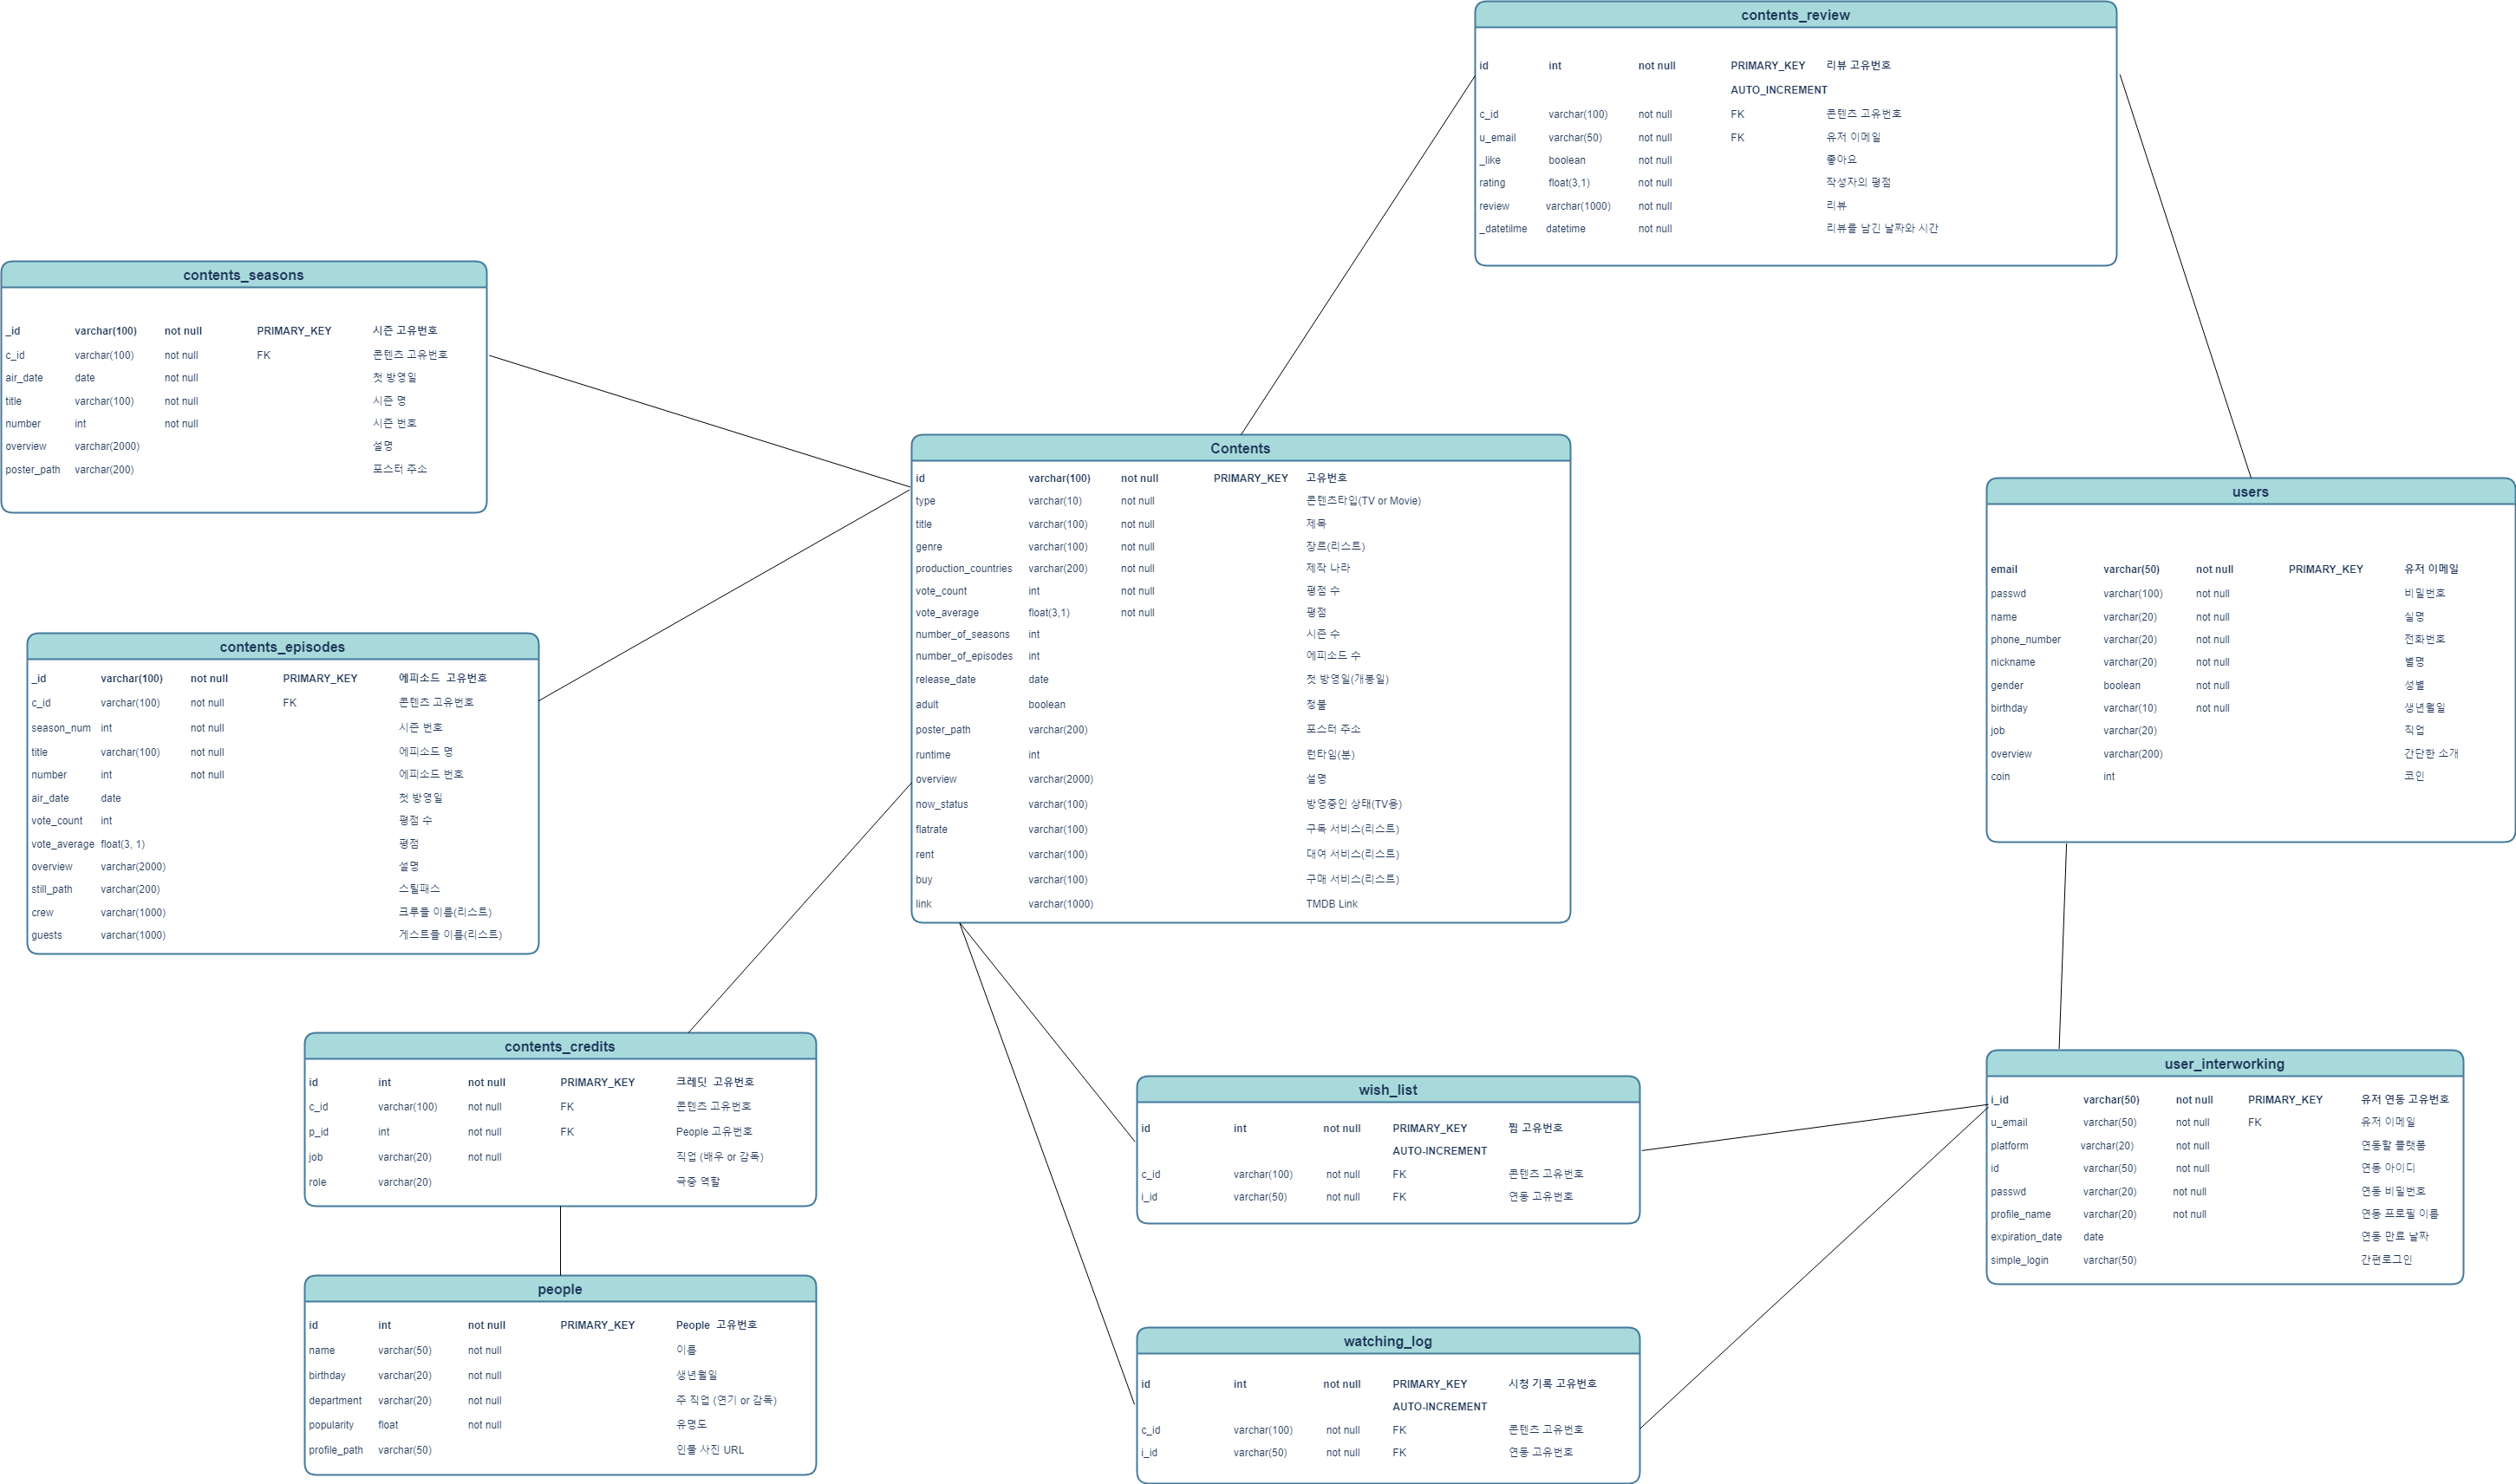 contents_review
id int not null PRIMARY_KEY 리뷰 고유번호
AUTO_INCREMENT
c_id varchar(100) not null FK 콘텐츠 고유번호
u_email varchar(50) not null FK 유저 이메일
_like boolean not null 좋아요
rating float(3,1) not null 작성자의 평점
review varchar(1000) not null 리뷰
_datetilme datetime not null 리뷰를 남긴 날짜와 시간
contents_seasons
_id varchar(100) not null PRIMARY_KEY 시즌 고유번호
c_id varchar(100) not null FK 콘텐츠 고유번호
air_date date not null 첫 방영일
title varchar(100) not null 시즌 명
number int not null 시즌 번호
overview varchar(2000) 설명
poster_path varchar(200) 포스터 주소
Contents
id varchar(100) not null PRIMARY_KEY 고유번호
type varchar(10) not null 콘텐츠타입(TV or Movie)
title varchar(100) not null 제목
genre varchar(100) not null 장르(리스트)
production_countries varchar(200) not null 제작 나라
vote_count int not null 평점 수
vote_average float(3,1) not null 평점
number_of_seasons int 시즌 수
number_of_episodes int 에피소드 수
release_date date 첫 방영일(개봉일)
adult boolean 청불
poster_path varchar(200) 포스터 주소
runtime int 런타임(분)
overview varchar(2000) 설명
now_status varchar(100) 방영중인 상태(TV용)
flatrate varchar(100) 구독 서비스(리스트)
rent varchar(100) 대여 서비스(리스트)
buy varchar(100) 구매 서비스(리스트)
link varchar(1000) TMDB Link
users
email varchar(50) not null PRIMARY_KEY 유저 이메일
passwd varchar(100) not null 비밀번호
name varchar(20) not null 실명
phone_number varchar(20) not null 전화번호
nickname varchar(20) not null 별명
gender boolean not null 성별
birthday varchar(10) not null 생년월일
job varchar(20) 직업
overview varchar(200) 간단한 소개
coin int 코인
contents_episodes
_id varchar(100) not null PRIMARY_KEY 에피소드 고유번호
c_id varchar(100) not null FK 콘텐츠 고유번호
season_num int not null 시즌 번호
title varchar(100) not null 에피소드 명
number int not null 에피소드 번호
air_date date 첫 방영일
vote_count int 평점 수
vote_average float(3, 1) 평점
overview varchar(2000) 설명
still_path varchar(200) 스틸패스
crew varchar(1000) 크루들 이름(리스트)
guests varchar(1000) 게스트들 이름(리스트)
contents_credits
id int not null PRIMARY_KEY 크레딧 고유번호
c_id varchar(100) not null FK 콘텐츠 고유번호
p_id int not null FK People 고유번호
job varchar(20) not null 직업 (배우 or 감독)
role varchar(20) 극중 역할
people
id int not null PRIMARY_KEY People 고유번호
name varchar(50) not null 이름
birthday varchar(20) not null 생년월일
department varchar(20) not null 주 직업 (연기 or 감독)
popularity float not null 유명도
profile_path varchar(50) 인물 사진 URL
wish_list
id int not null PRIMARY_KEY 찜 고유번호
AUTO-INCREMENT
c_id varchar(100) not null FK 콘텐츠 고유번호
i_id varchar(50) not null FK 연동 고유번호
watching_log
id int not null PRIMARY_KEY 시청 기록 고유번호
AUTO-INCREMENT
c_id varchar(100) not null FK 콘텐츠 고유번호
i_id varchar(50) not null FK 연동 고유번호
user_interworking
i_id varchar(50) not null PRIMARY_KEY 유저 연동 고유번호
u_email varchar(50) not null FK 유저 이메일
platform varchar(20) not null 연동할 플랫폼
id varchar(50) not null 연동 아이디
passwd varchar(20) not null 연동 비밀번호
profile_name varchar(20) not null 연동 프로필 이름
expiration_date date 연동 만료 날짜
simple_login varchar(50) 간편로그인